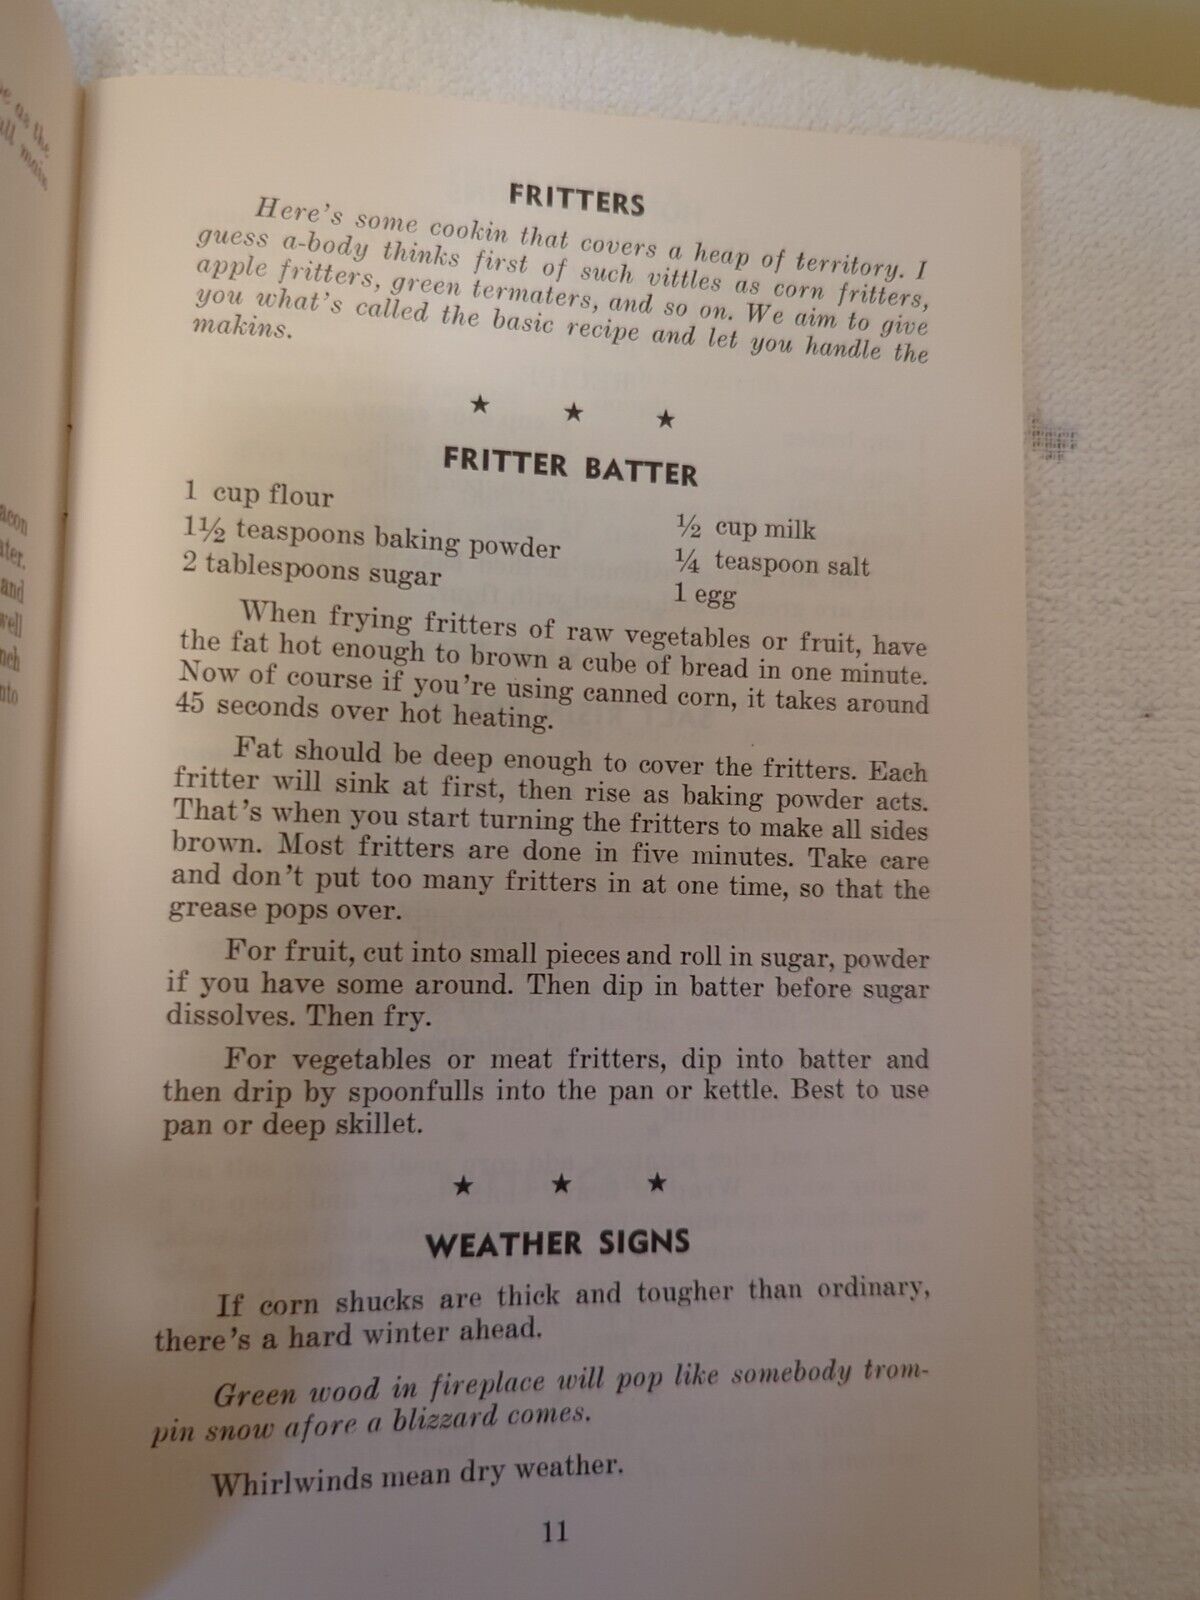 e as the
all main
acon
ater.
and
well
nch
nto
FRITTERS
Here's some cookin that covers a heap of territory. I
guess a-body thinks first of such vittles as corn fritters,
apple fritters, green termaters, and so on. We aim to give
you what's called the basic recipe and let you handle the
makins.
★ ★ ★
FRITTER BATTER
1 cup flour
1½ teaspoons baking powder
2 tablespoons sugar
½ cup milk
¼ teaspoon salt
1 egg
When frying fritters of raw vegetables or fruit, have
the fat hot enough to brown a cube of bread in one minute.
Now of course if you're using canned corn, it takes around
45 seconds over hot heating.
Fat should be deep enough to cover the fritters. Each
fritter will sink at first, then rise as baking powder acts.
That's when you start turning the fritters to make all sides
brown. Most fritters are done in five minutes. Take care
and don't put too many fritters in at one time, so that the
grease pops over.
For fruit, cut into small pieces and roll in sugar, powder
if you have some around. Then dip in batter before sugar
dissolves. Then fry.
For vegetables or meat fritters, dip into batter and
then drip by spoonfulls into the pan or kettle. Best to use
pan or deep skillet.
★ ★ ★
WEATHER SIGNS
If corn shucks are thick and tougher than ordinary,
there's a hard winter ahead.
Green wood in fireplace will pop like somebody trom-
pin snow afore a blizzard comes.
Whirlwinds mean dry weather.
11